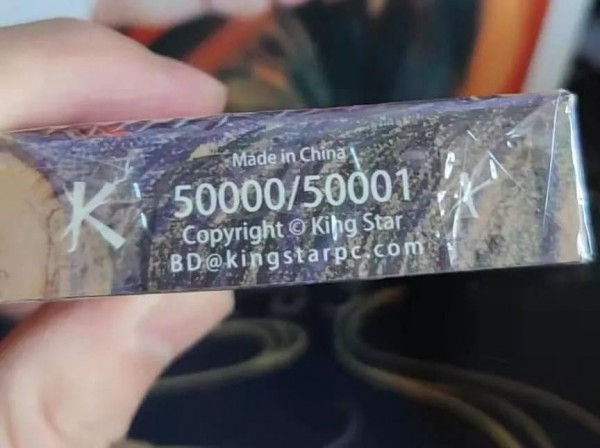 Made in China
K 50000/50001 K
Copyright © King Star
BD@kingstarpc.com